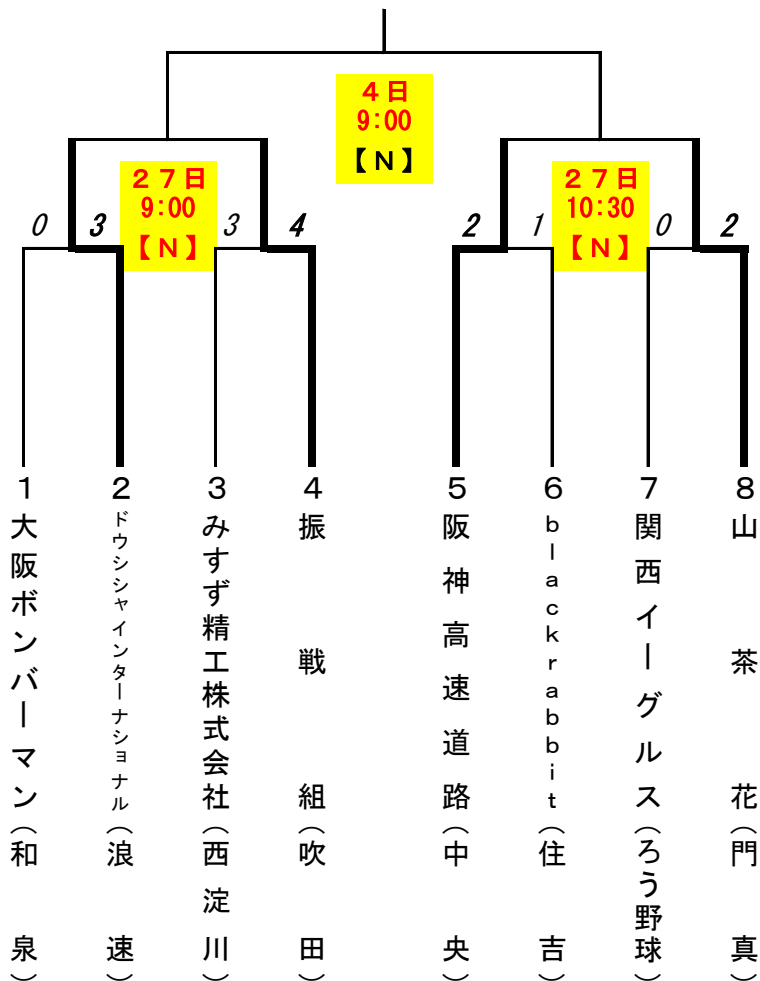 4日
9:00
【N】
27日
9:00
【N】
27日
10:30
【N】
0
3
3
4
2
1
0
2
1
大阪ボンバーマン(和泉)
2
ドウシシャインターナショナル(浪速)
3
みすず精工株式会社(西淀川)
4
振戦組(吹田)
5
阪神高速道路(中央)
6
blackrabbit(住吉)
7
関西イーグルス(ろう野球)
8
山茶花(門真)